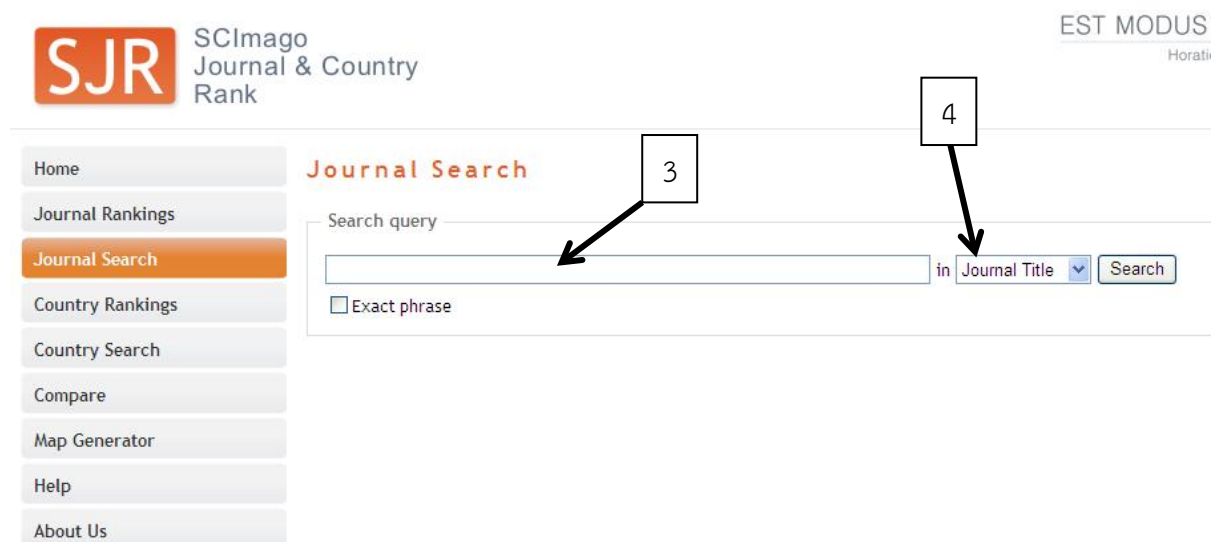 SJR
SCImago
Journal & Country
Rank
EST MODUS
4
Home
Journal Rankings
Journal Search
Country Rankings
Country Search
Compare
Map Generator
Help
About Us
Journal Search
3
Search query
in Journal Title Search
Exact phrase